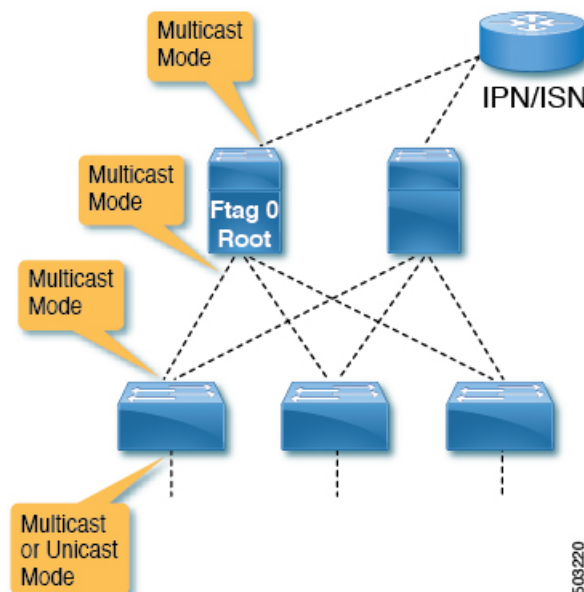 Multicast
Mode
IPN/ISN
Multicast
Mode
Ftag 0
Root
Multicast
Mode
Multicast
or Unicast
Mode
503220